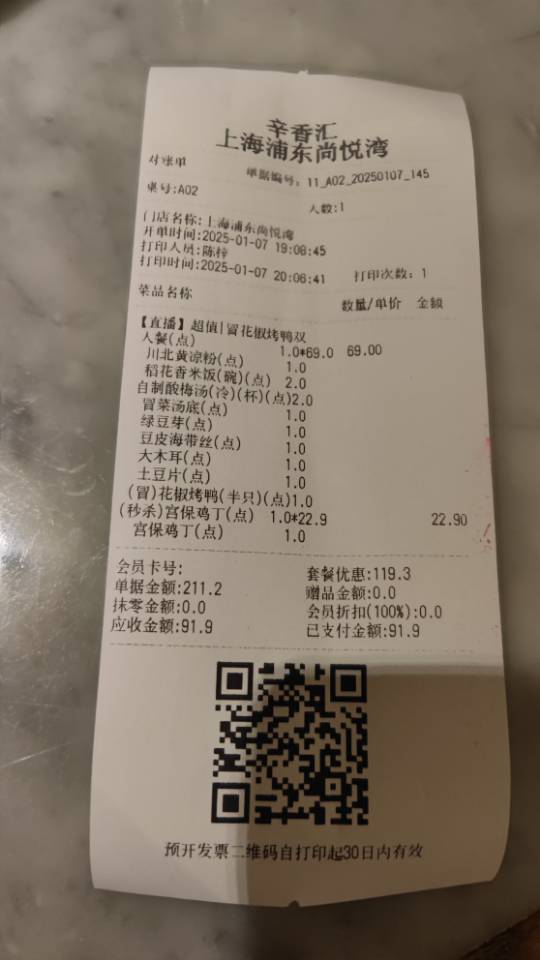 辛香汇
上海浦东尚悦湾
对账单
单据编号：11_A02_20250107_145
桌号:A02
人数:1
门店名称:上海浦东尚悦湾
开单时间:2025-01-07 19:08:45
打印人员:陈梓
打印时间:2025-01-07 20:06:41 打印次数：1
菜品名称 数量/单价 金额
【直播】超值|冒花椒烤鸭双
人餐(点) 1.0*69.0 69.00
川北黄凉粉(点) 1.0
稻花香米饭(碗)(点) 2.0
自制酸梅汤(冷)(杯)(点)2.0
冒菜汤底(点) 1.0
绿豆芽(点) 1.0
豆皮海带丝(点) 1.0
大木耳(点) 1.0
土豆片(点) 1.0
(冒)花椒烤鸭(半只)(点)1.0
(秒杀)宫保鸡丁(点) 1.0*22.9 22.90
宫保鸡丁(点) 1.0
会员卡号: 套餐优惠:119.3
单据金额:211.2 赠品金额:0.0
抹零金额:0.0 会员折扣(100%):0.0
应收金额:91.9 已支付金额:91.9
预开发票二维码自打印起30日内有效